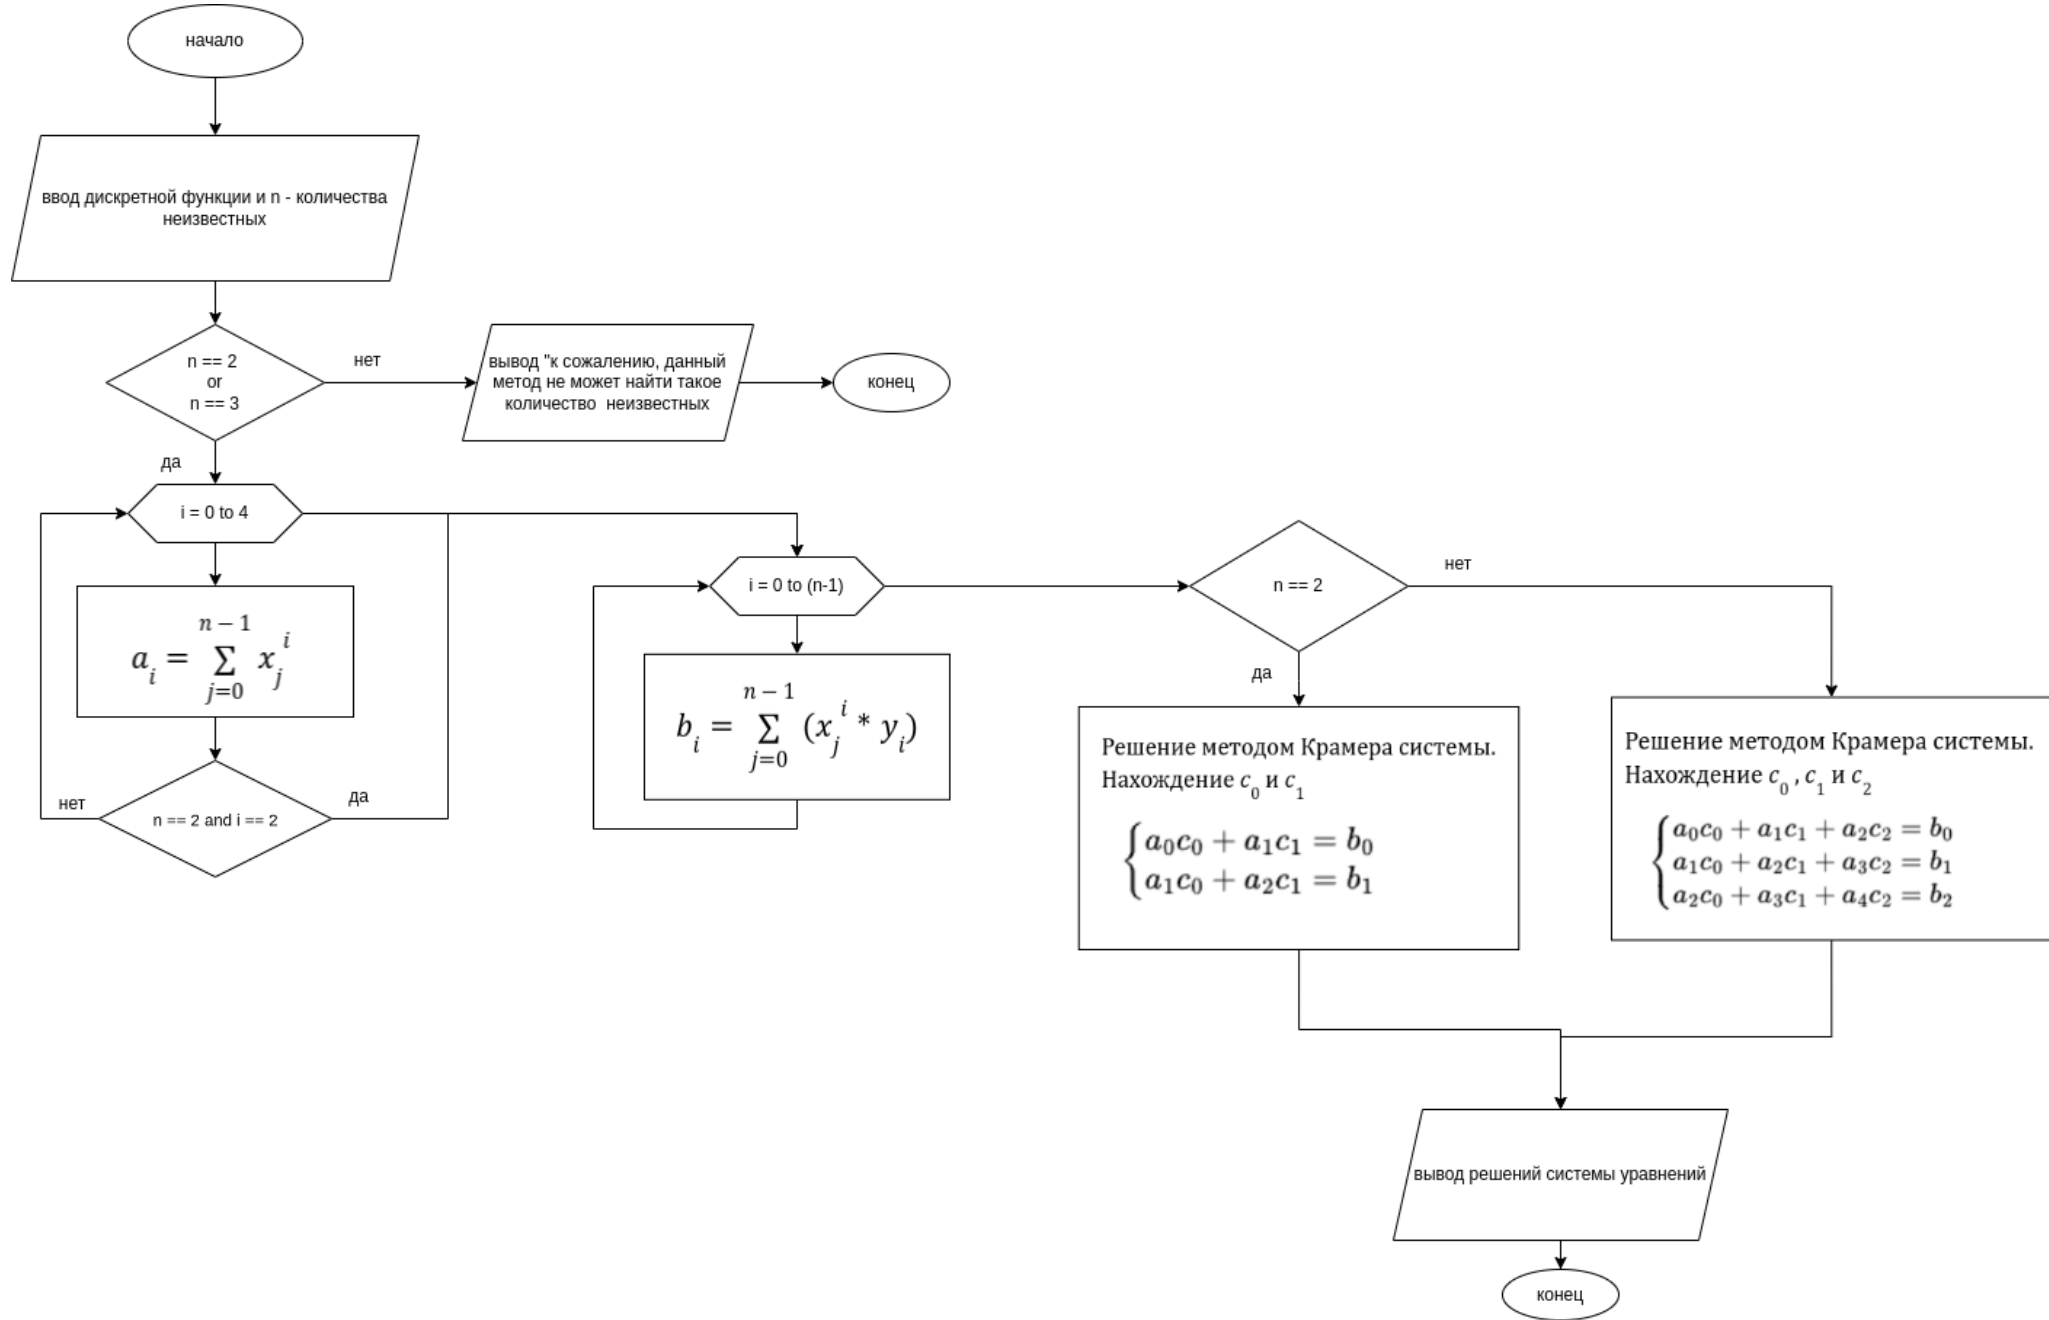 начало
ввод дискретной функции и n - количества
неизвестных
n == 2
or
n == 3
нет
вывод "к сожалению, данный
метод не может найти такое
количество  неизвестных
конец
да
i = 0 to 4
a_i = \sum_{j=0}^{n-1} x_j^i
n == 2 and i == 2
нет
да
i = 0 to (n-1)
b_i = \sum_{j=0}^{n-1} (x_j^i * y_i)
n == 2
нет
да
Решение методом Крамера системы.
Нахождение c_0 и c_1
a_0c_0 + a_1c_1 = b_0
a_1c_0 + a_2c_1 = b_1
Решение методом Крамера системы.
Нахождение c_0 , c_1 и c_2
a_0c_0 + a_1c_1 + a_2c_2 = b_0
a_1c_0 + a_2c_1 + a_3c_2 = b_1
a_2c_0 + a_3c_1 + a_4c_2 = b_2
вывод решений системы уравнений
конец